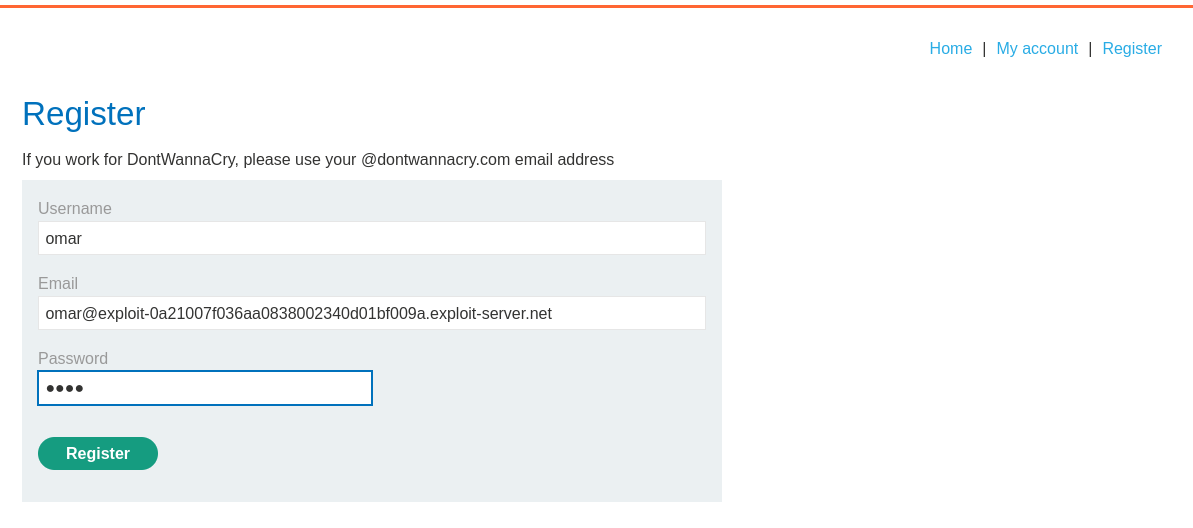 Home | My account | Register
Register
If you work for DontWannaCry, please use your @dontwannacry.com email address
Username
omar
Email
omar@exploit-0a21007f036aa0838002340d01bf009a.exploit-server.net
Password
••••
Register